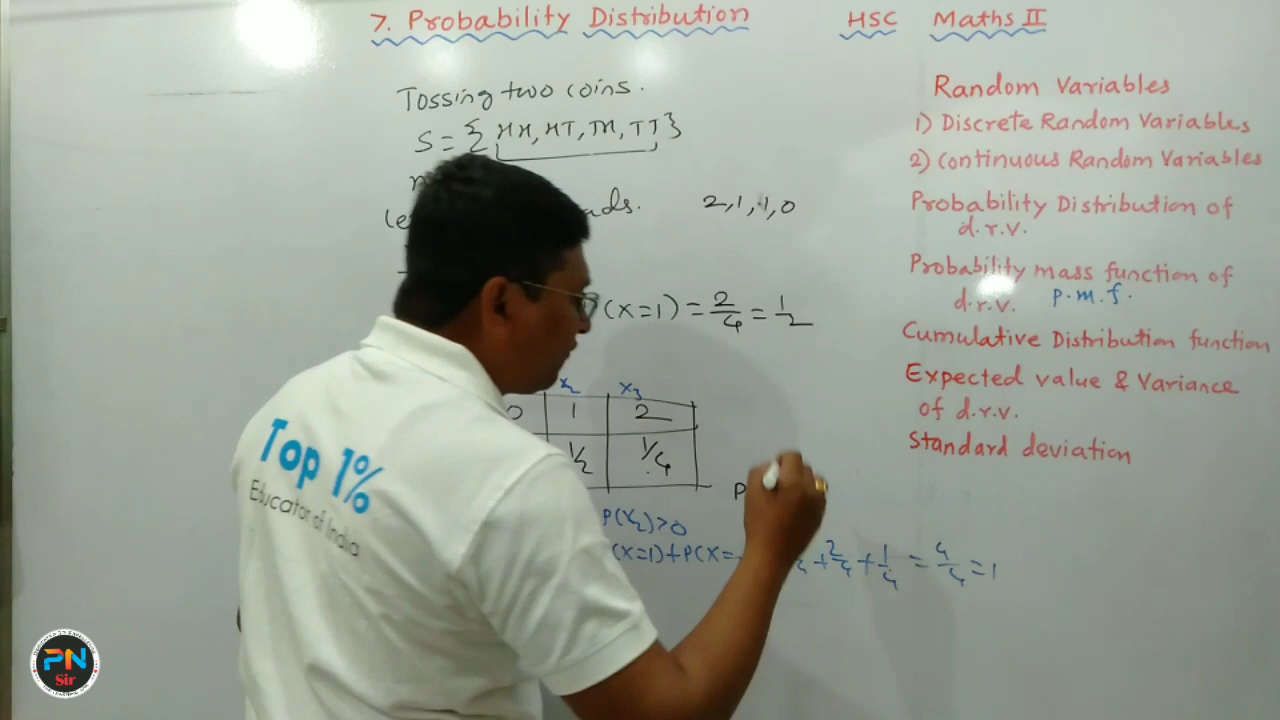 7. Probability Distribution HSC Maths II
Tossing two coins.
S = { HH, HT, TH, TT }
2, 1, 1, 0
(X=1) = 2/4 = 1/2
x2 x3
0 1 2
1/2 1/4
P(x2)>0
(X=1)+P(X= + 2/4 + 1/4 = 4/4 = 1
Random Variables
1) Discrete Random Variables
2) Continuous Random Variables
Probability Distribution of
d.r.v.
Probability mass function of
d.r.v. p.m.f.
Cumulative Distribution function
Expected value & Variance
of d.r.v.
Standard deviation
Top 1%
Educator of India
PN
Sir